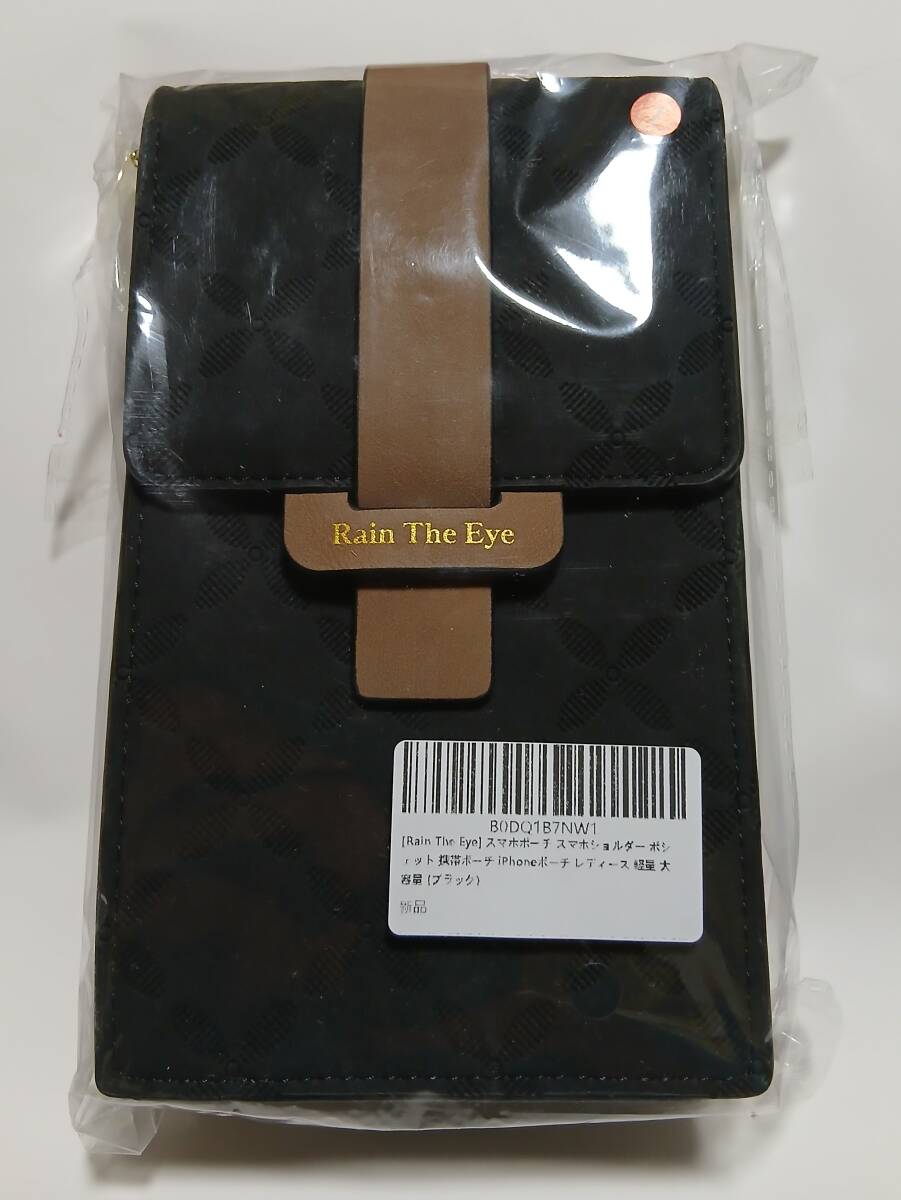 Rain The Eye
B0DQ1B7NW1
[Rain The Eye] スマホポーチ スマホショルダー ポシ
ェット 携帯ポーチ iPhoneポーチ レディース 軽量 大
容量 (ブラック)
新品